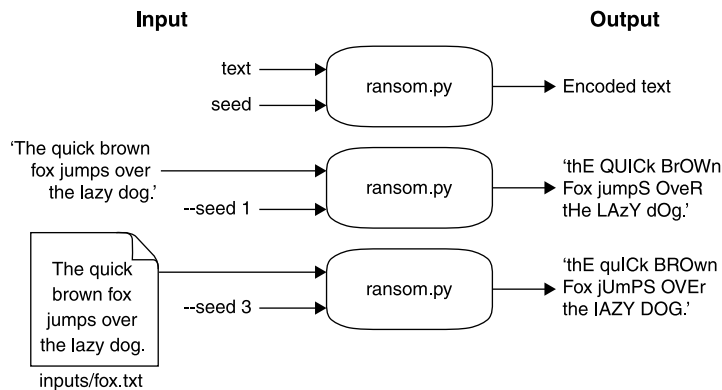 Input
Output
text
seed
ransom.py
Encoded text
‘The quick brown
fox jumps over
the lazy dog.’
--seed 1
ransom.py
‘thE QUICk BrOWn
Fox jumpS OveR
tHe LAzY dOg.’
The quick
brown fox
jumps over
the lazy dog.
inputs/fox.txt
--seed 3
ransom.py
‘thE quICk BROwn
Fox jUmPS OVEr
the lAZY DOG.’